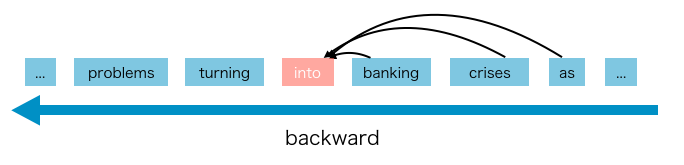 ... problems turning into banking crises as ...
backward